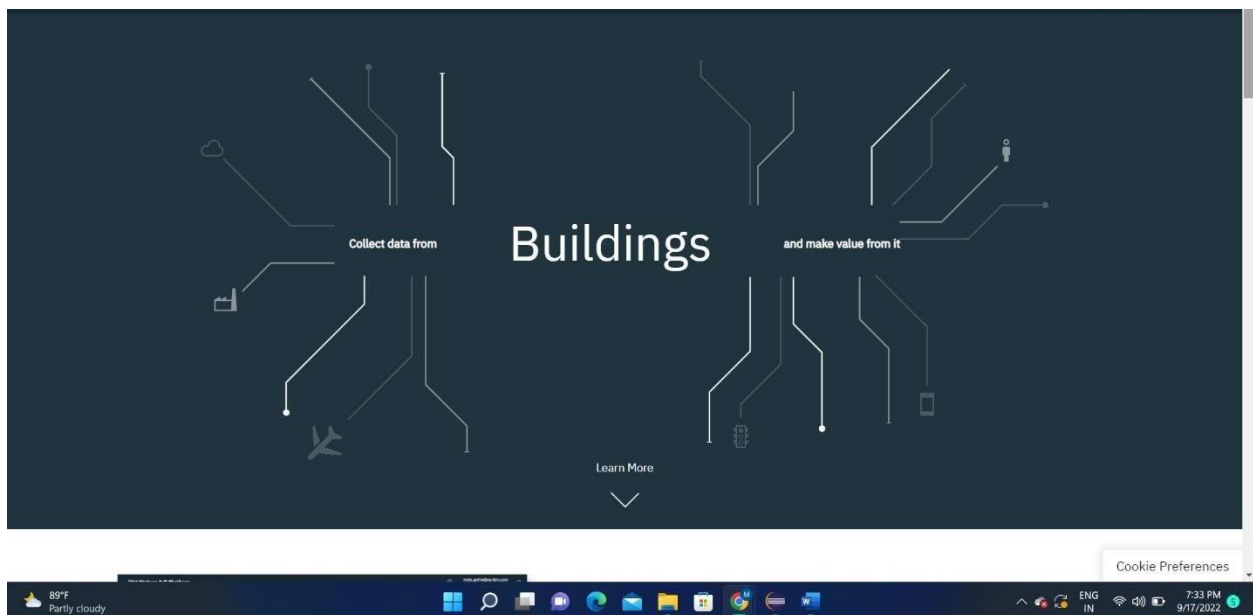 Collect data from Buildings and make value from it
Learn More
Cookie Preferences
89°F
Partly cloudy
ENG
IN
7:33 PM
9/17/2022